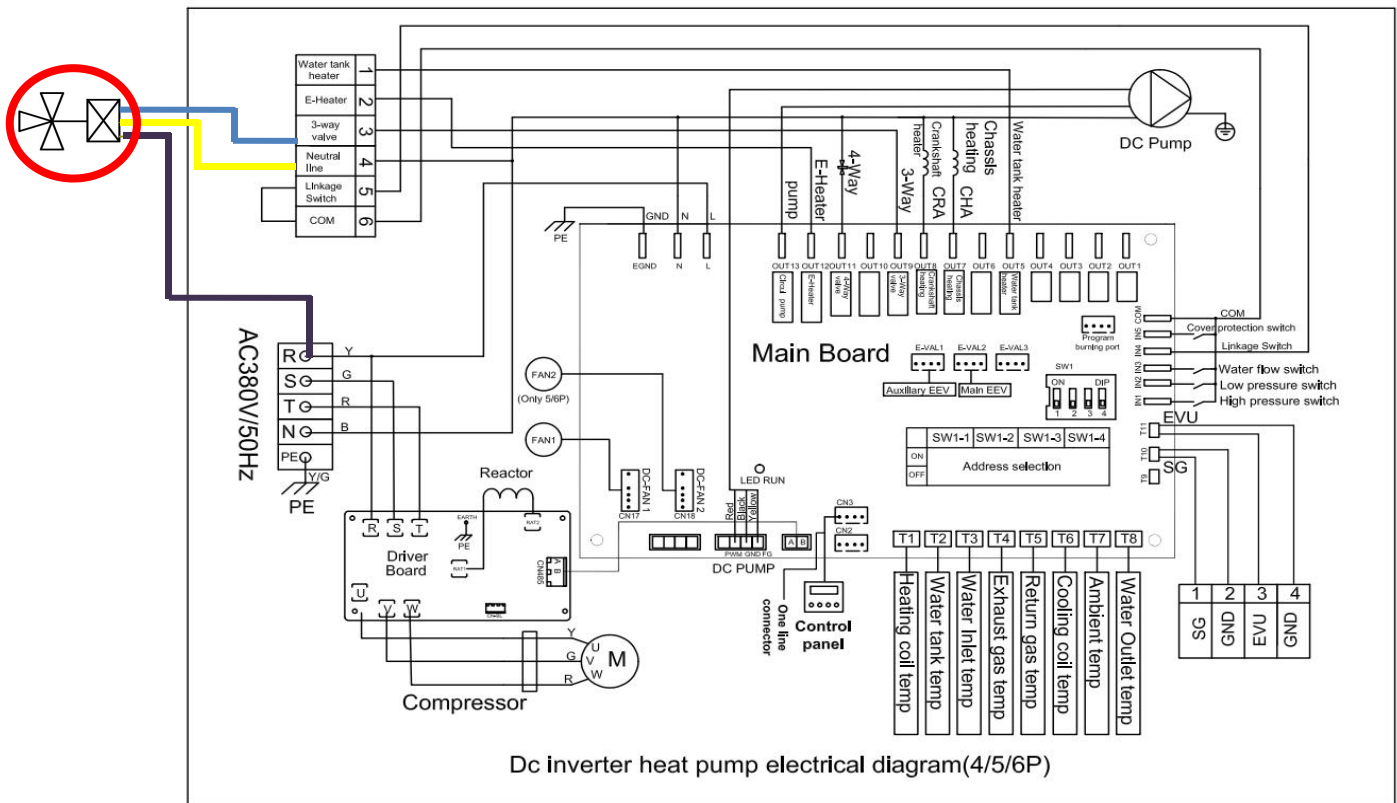 Water tank
heater
1
E-Heater
2
3-way
valve
3
Neutral
line
4
Linkage
Switch
5
COM
6
DC Pump
pump
E-Heater
4-Way
3-Way
Crankshaft
heater
CRA
Chassis
heating
CHA
Water tank heater
PE
GND
N
L
EGND
N
L
OUT13
OUT12
OUT11
OUT10
OUT9
OUT8
OUT7
OUT6
OUT5
OUT4
OUT3
OUT2
OUT1
Circul pump
E-Heater
4-Way
valve
3-Way
valve
Crankshaft
heating
Chassis
heating
Water tank
heater
AC380V/50Hz
R
Y
S
G
T
R
N
B
PE
Y/G
PE
Main Board
E-VAL1
E-VAL2
E-VAL3
Auxillary EEV
Main EEV
Program
burning port
SW1
ON
DIP
1
2
3
4
SW1-1
SW1-2
SW1-3
SW1-4
ON
OFF
Address selection
COM
IN5
IN4
IN3
IN2
IN1
COM
Cover protection switch
Linkage Switch
Water flow switch
Low pressure switch
High pressure switch
EVU
T11
T10
SG
T9
FAN2
(Only 5/6P)
FAN1
DC-FAN 1
CN17
DC-FAN 2
CN18
LED RUN
Red
Black
Yellow
PWM GND FG
DC PUMP
A B
CN3
CN2
One line
connector
Control
panel
Reactor
R
S
T
EARTH
PE
RAT2
RAT1
Driver
Board
CN485
A
B
U
V
W
Y
G
R
U
V
W
M
Compressor
T1
T2
T3
T4
T5
T6
T7
T8
Heating coil temp
Water tank temp
Water Inlet temp
Exhaust gas temp
Return gas temp
Cooling coil temp
Ambient temp
Water Outlet temp
1
2
3
4
SG
GND
EVU
GND
Dc inverter heat pump electrical diagram(4/5/6P)